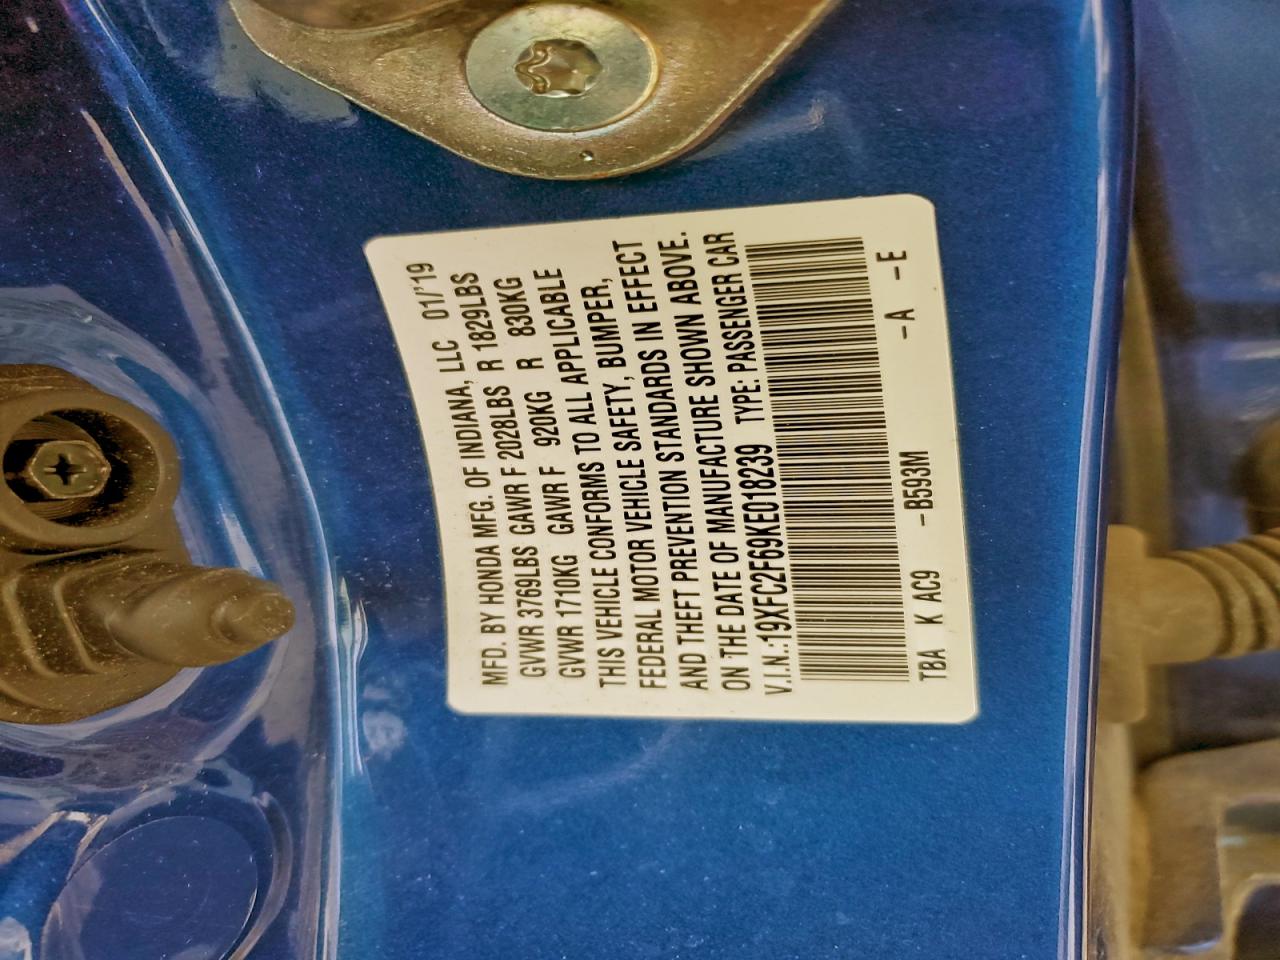 MFD. BY HONDA MFG. OF INDIANA, LLC 01/'19
GVWR 3769LBS GAWR F 2028LBS R 1829LBS
GVWR 1710KG GAWR F 920KG R 830KG
THIS VEHICLE CONFORMS TO ALL APPLICABLE
FEDERAL MOTOR VEHICLE SAFETY, BUMPER,
AND THEFT PREVENTION STANDARDS IN EFFECT
ON THE DATE OF MANUFACTURE SHOWN ABOVE.
V.I.N.:19XFC2F69KE018239 TYPE: PASSENGER CAR
TBA K AC9 -B593M -A -E